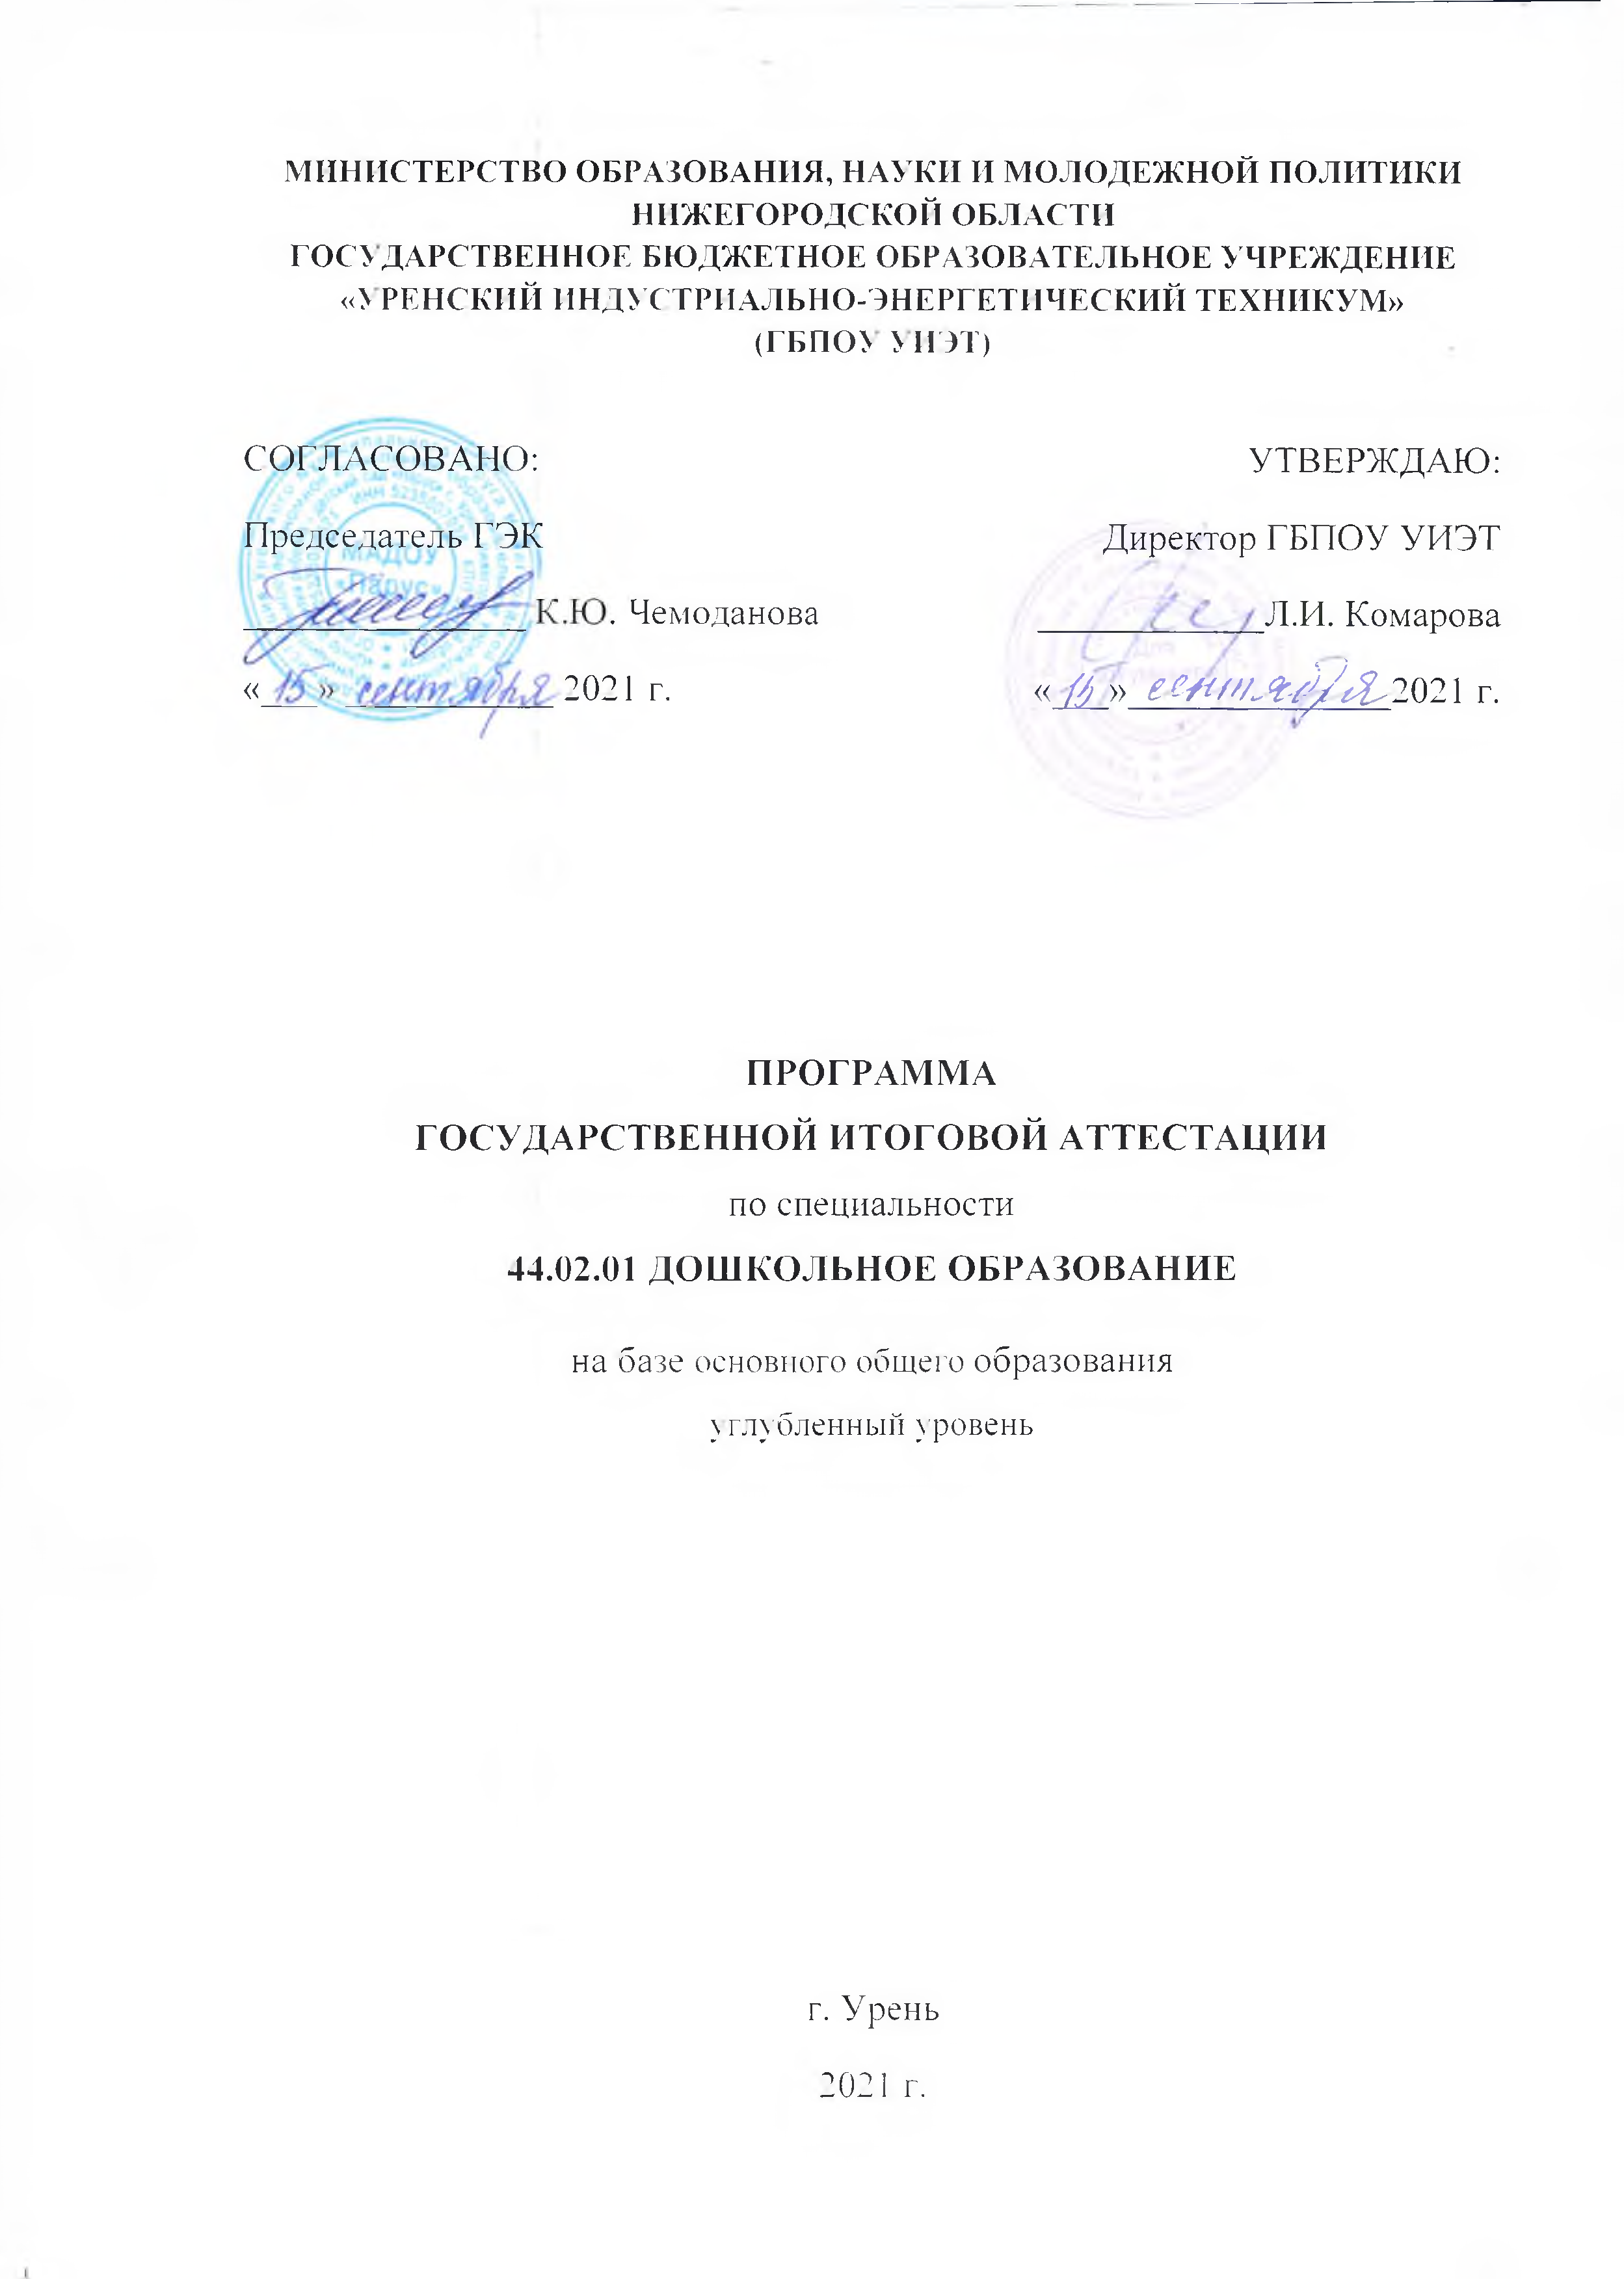 МИНИСТЕРСТВО ОБРАЗОВАНИЯ, НАУКИ И МОЛОДЕЖНОЙ ПОЛИТИКИ
НИЖЕГОРОДСКОЙ ОБЛАСТИ
ГОСУДАРСТВЕННОЕ БЮДЖЕТНОЕ ОБРАЗОВАТЕЛЬНОЕ УЧРЕЖДЕНИЕ
«УРЕНСКИЙ ИНДУСТРИАЛЬНО-ЭНЕРГЕТИЧЕСКИЙ ТЕХНИКУМ»
(ГБПОУ УИЭТ)
СОГЛАСОВАНО:
Председатель ГЭК
МАДОУ
«Парус»
К.Ю. Чемоданова
«15» сентября 2021 г.
УТВЕРЖДАЮ:
Директор ГБПОУ УИЭТ
Л.И. Комарова
«15» сентября 2021 г.
ПРОГРАММА
ГОСУДАРСТВЕННОЙ ИТОГОВОЙ АТТЕСТАЦИИ
по специальности
44.02.01 ДОШКОЛЬНОЕ ОБРАЗОВАНИЕ
на базе основного общего образования
углубленный уровень
г. Урень
2021 г.